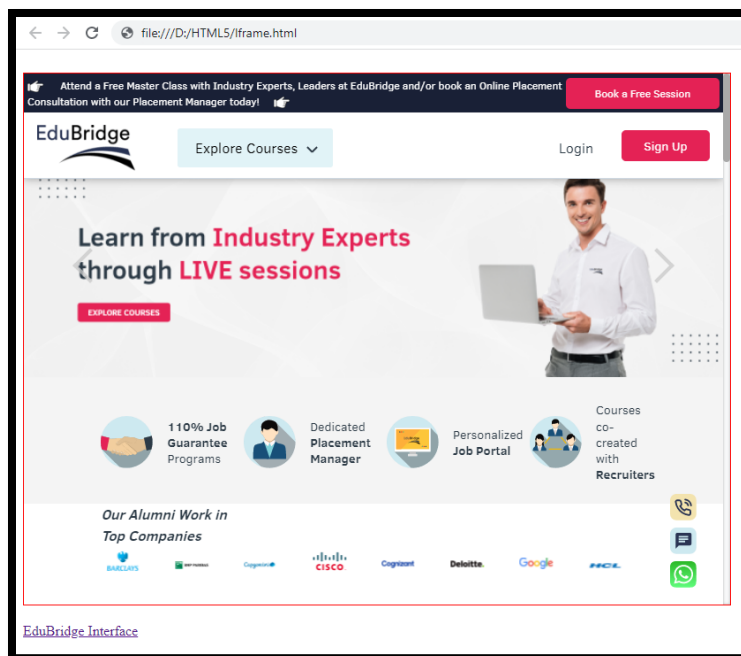 file:///D:/HTML5/Iframe.html
Attend a Free Master Class with Industry Experts, Leaders at EduBridge and/or book an Online Placement
Consultation with our Placement Manager today!
Book a Free Session
EduBridge
Explore Courses
Login
Sign Up
Learn from Industry Experts
through LIVE sessions
EXPLORE COURSES
110% Job
Guarantee
Programs
Dedicated
Placement
Manager
Personalized
Job Portal
Courses
co-
created
with
Recruiters
Our Alumni Work in
Top Companies
BARCLAYS
BNP PARIBAS
Capgemini
CISCO
Cognizant
Deloitte.
Google
HCL
EduBridge Interface